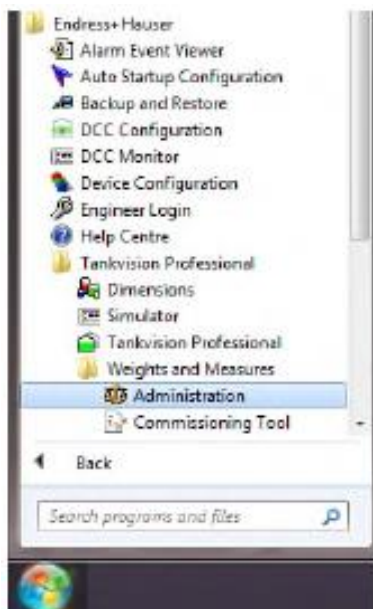 Endress+Hauser
Alarm Event Viewer
Auto Startup Configuration
Backup and Restore
DCC Configuration
DCC Monitor
Device Configuration
Engineer Login
Help Centre
Tankvision Professional
Dimensions
Simulator
Tankvision Professional
Weights and Measures
Administration
Commissioning Tool
Back
Search programs and files